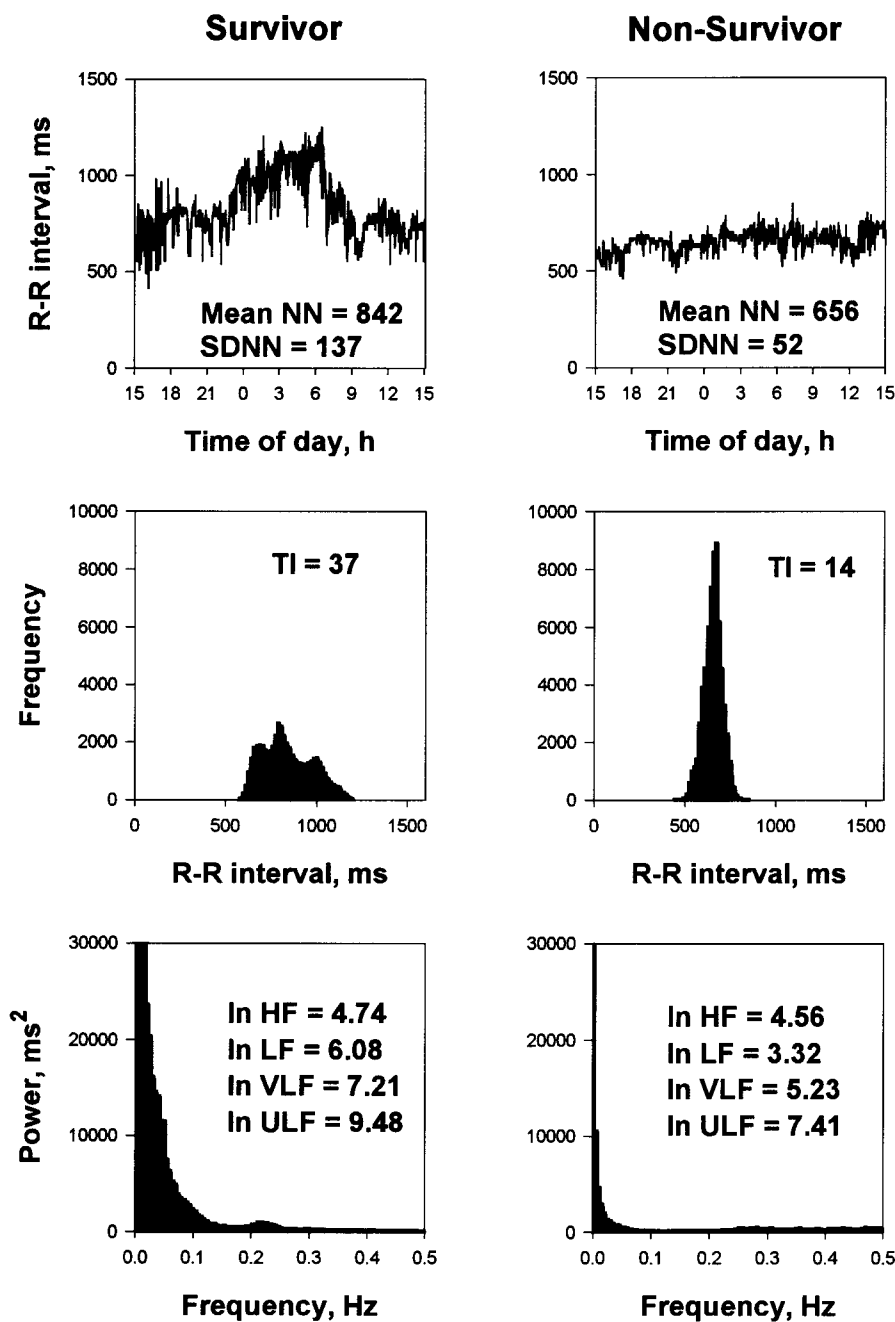 Survivor
Non-Survivor
R-R interval, ms
1500
1000
500
0
Mean NN = 842
SDNN = 137
15 18 21 0 3 6 9 12 15
Time of day, h
1500
1000
500
0
Mean NN = 656
SDNN = 52
15 18 21 0 3 6 9 12 15
Time of day, h
Frequency
10000
8000
6000
4000
2000
0
TI = 37
0 500 1000 1500
R-R interval, ms
10000
8000
6000
4000
2000
0
TI = 14
0 500 1000 1500
R-R interval, ms
Power, ms²
30000
20000
10000
0
ln HF = 4.74
ln LF = 6.08
ln VLF = 7.21
ln ULF = 9.48
0.0 0.1 0.2 0.3 0.4 0.5
Frequency, Hz
30000
20000
10000
0
ln HF = 4.56
ln LF = 3.32
ln VLF = 5.23
ln ULF = 7.41
0.0 0.1 0.2 0.3 0.4 0.5
Frequency, Hz